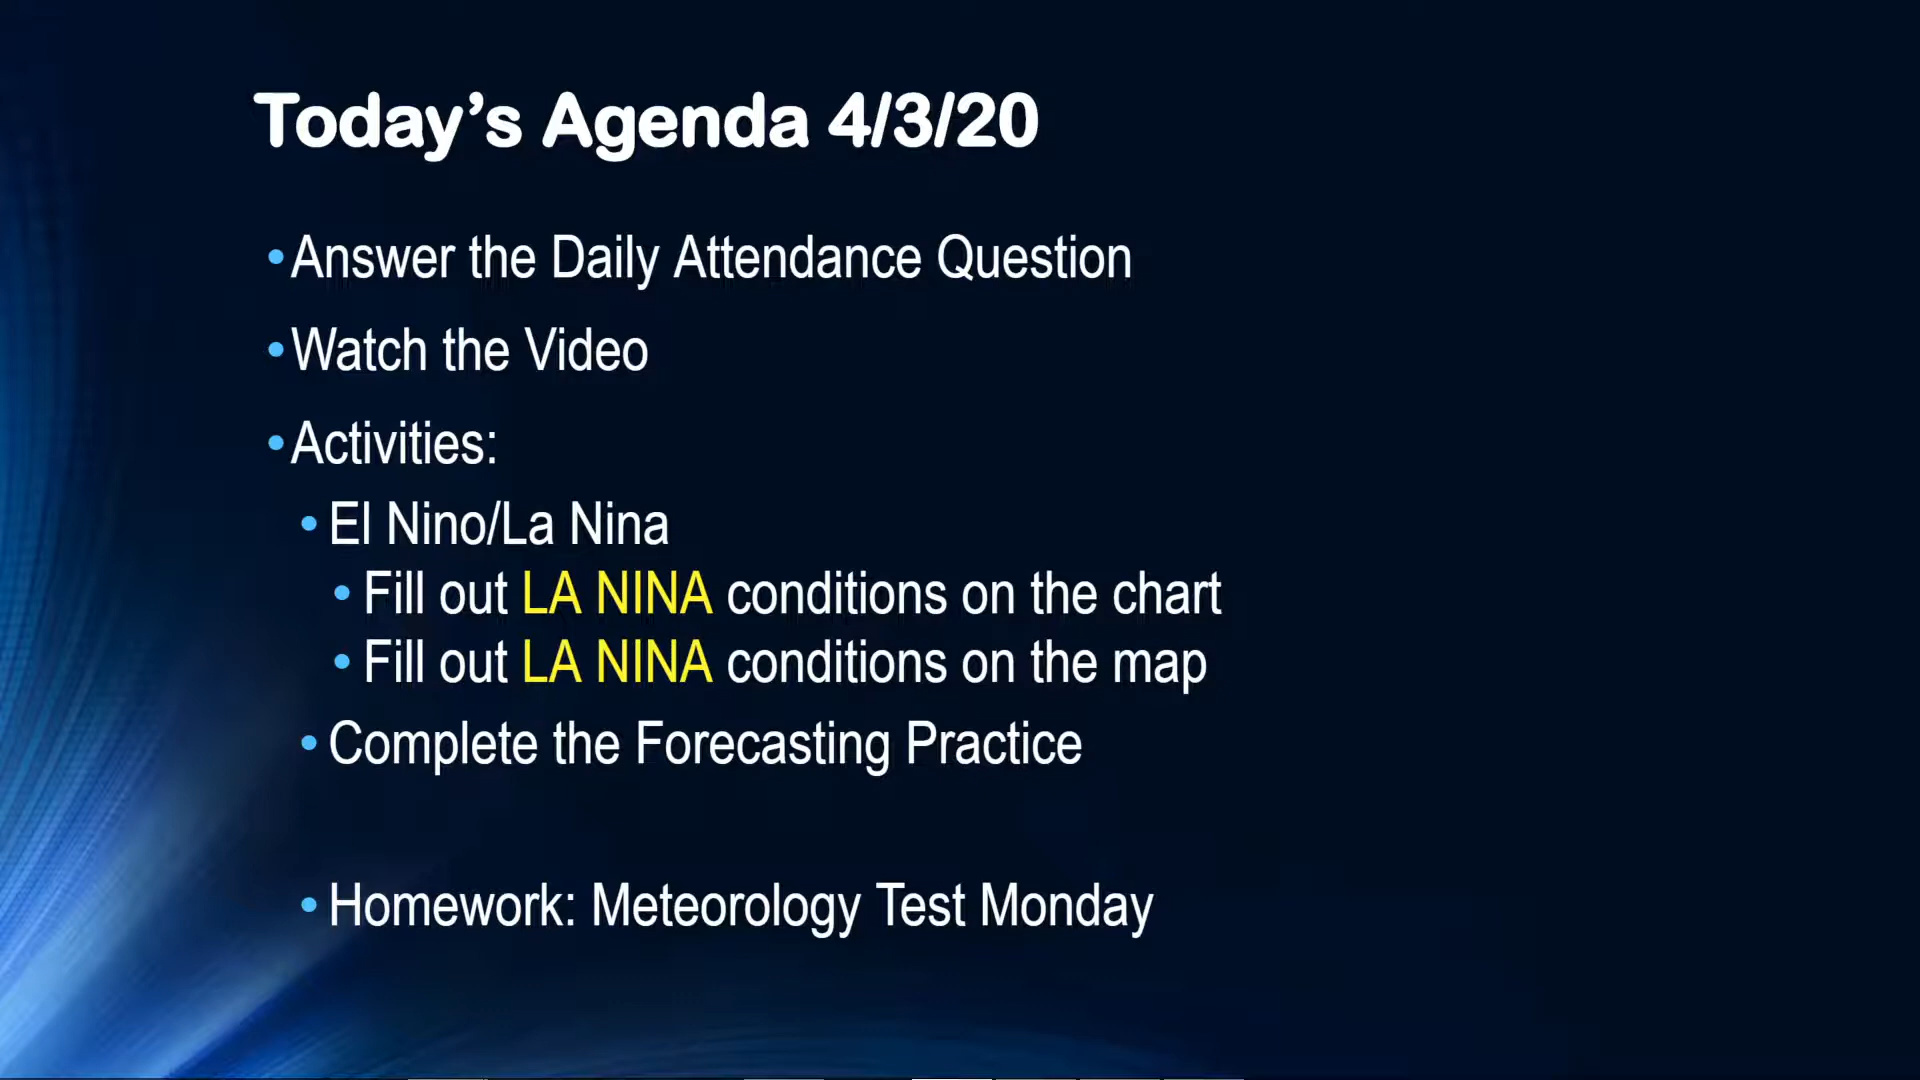 Today’s Agenda 4/3/20
•Answer the Daily Attendance Question
•Watch the Video
•Activities:
• El Nino/La Nina
• Fill out LA NINA conditions on the chart
• Fill out LA NINA conditions on the map
• Complete the Forecasting Practice
• Homework: Meteorology Test Monday